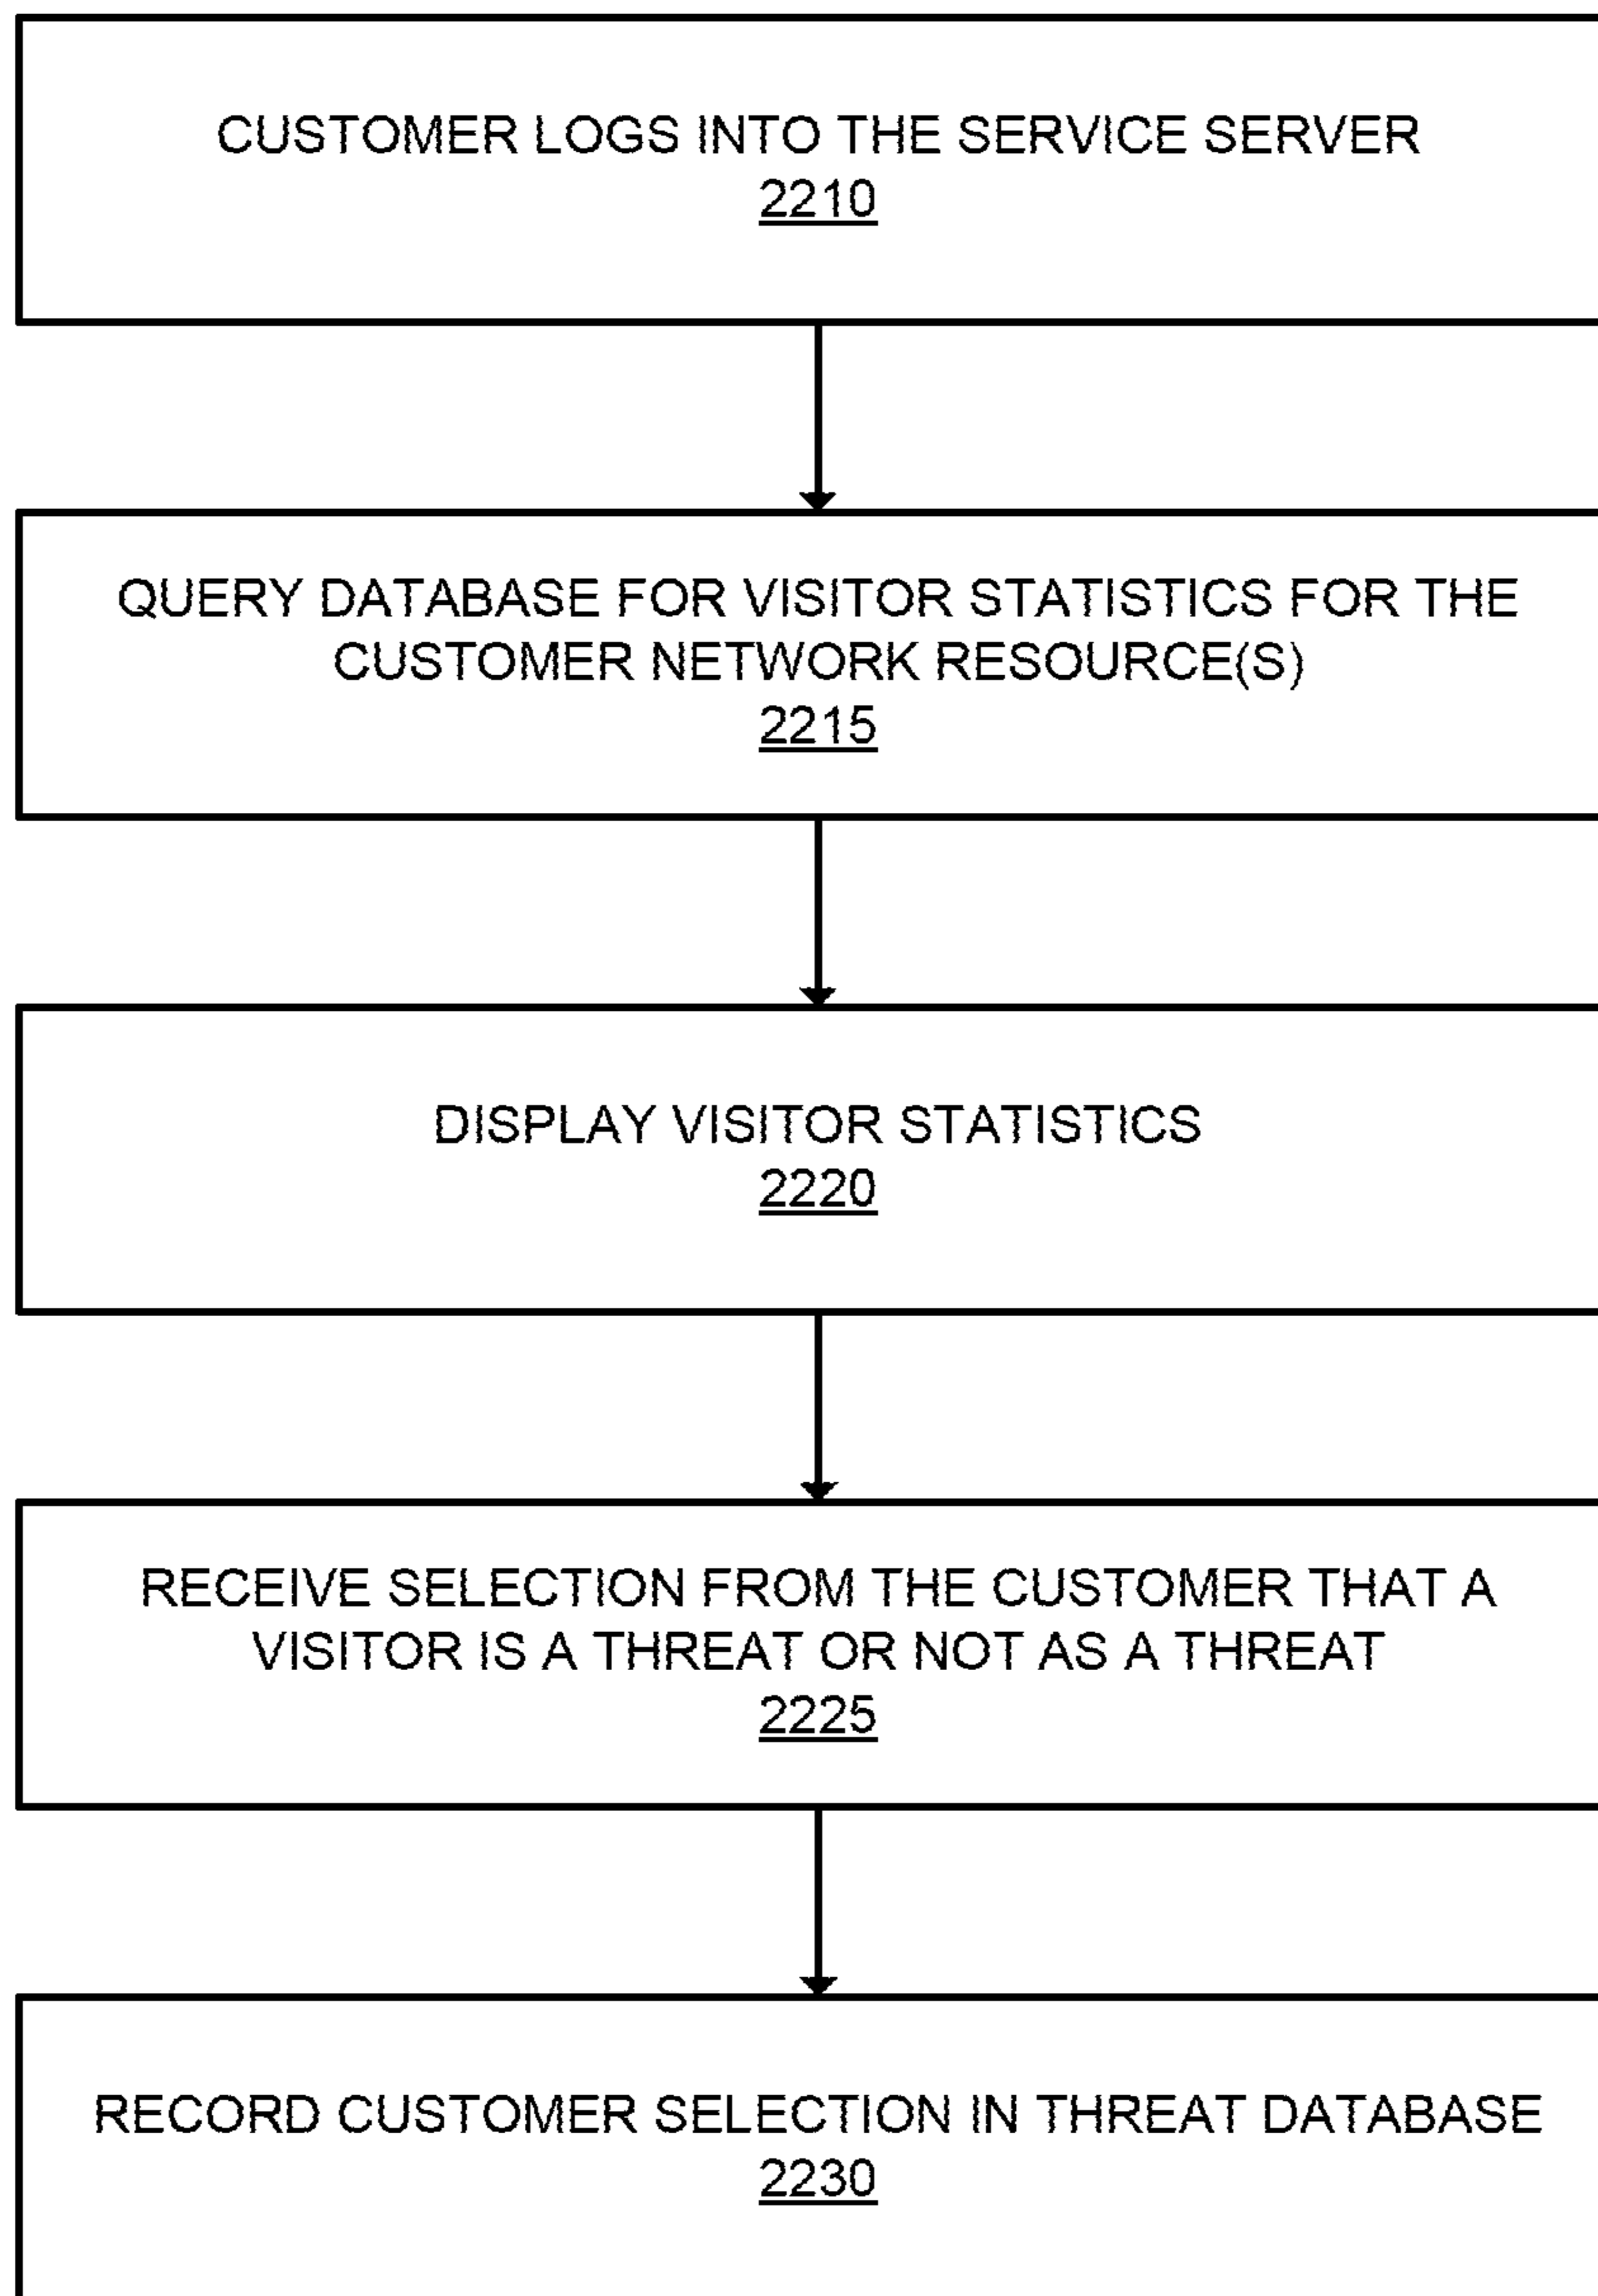 CUSTOMER LOGS INTO THE SERVICE SERVER
2210
QUERY DATABASE FOR VISITOR STATISTICS FOR THE
CUSTOMER NETWORK RESOURCE(S)
2215
DISPLAY VISITOR STATISTICS
2220
RECEIVE SELECTION FROM THE CUSTOMER THAT A
VISITOR IS A THREAT OR NOT AS A THREAT
2225
RECORD CUSTOMER SELECTION IN THREAT DATABASE
2230